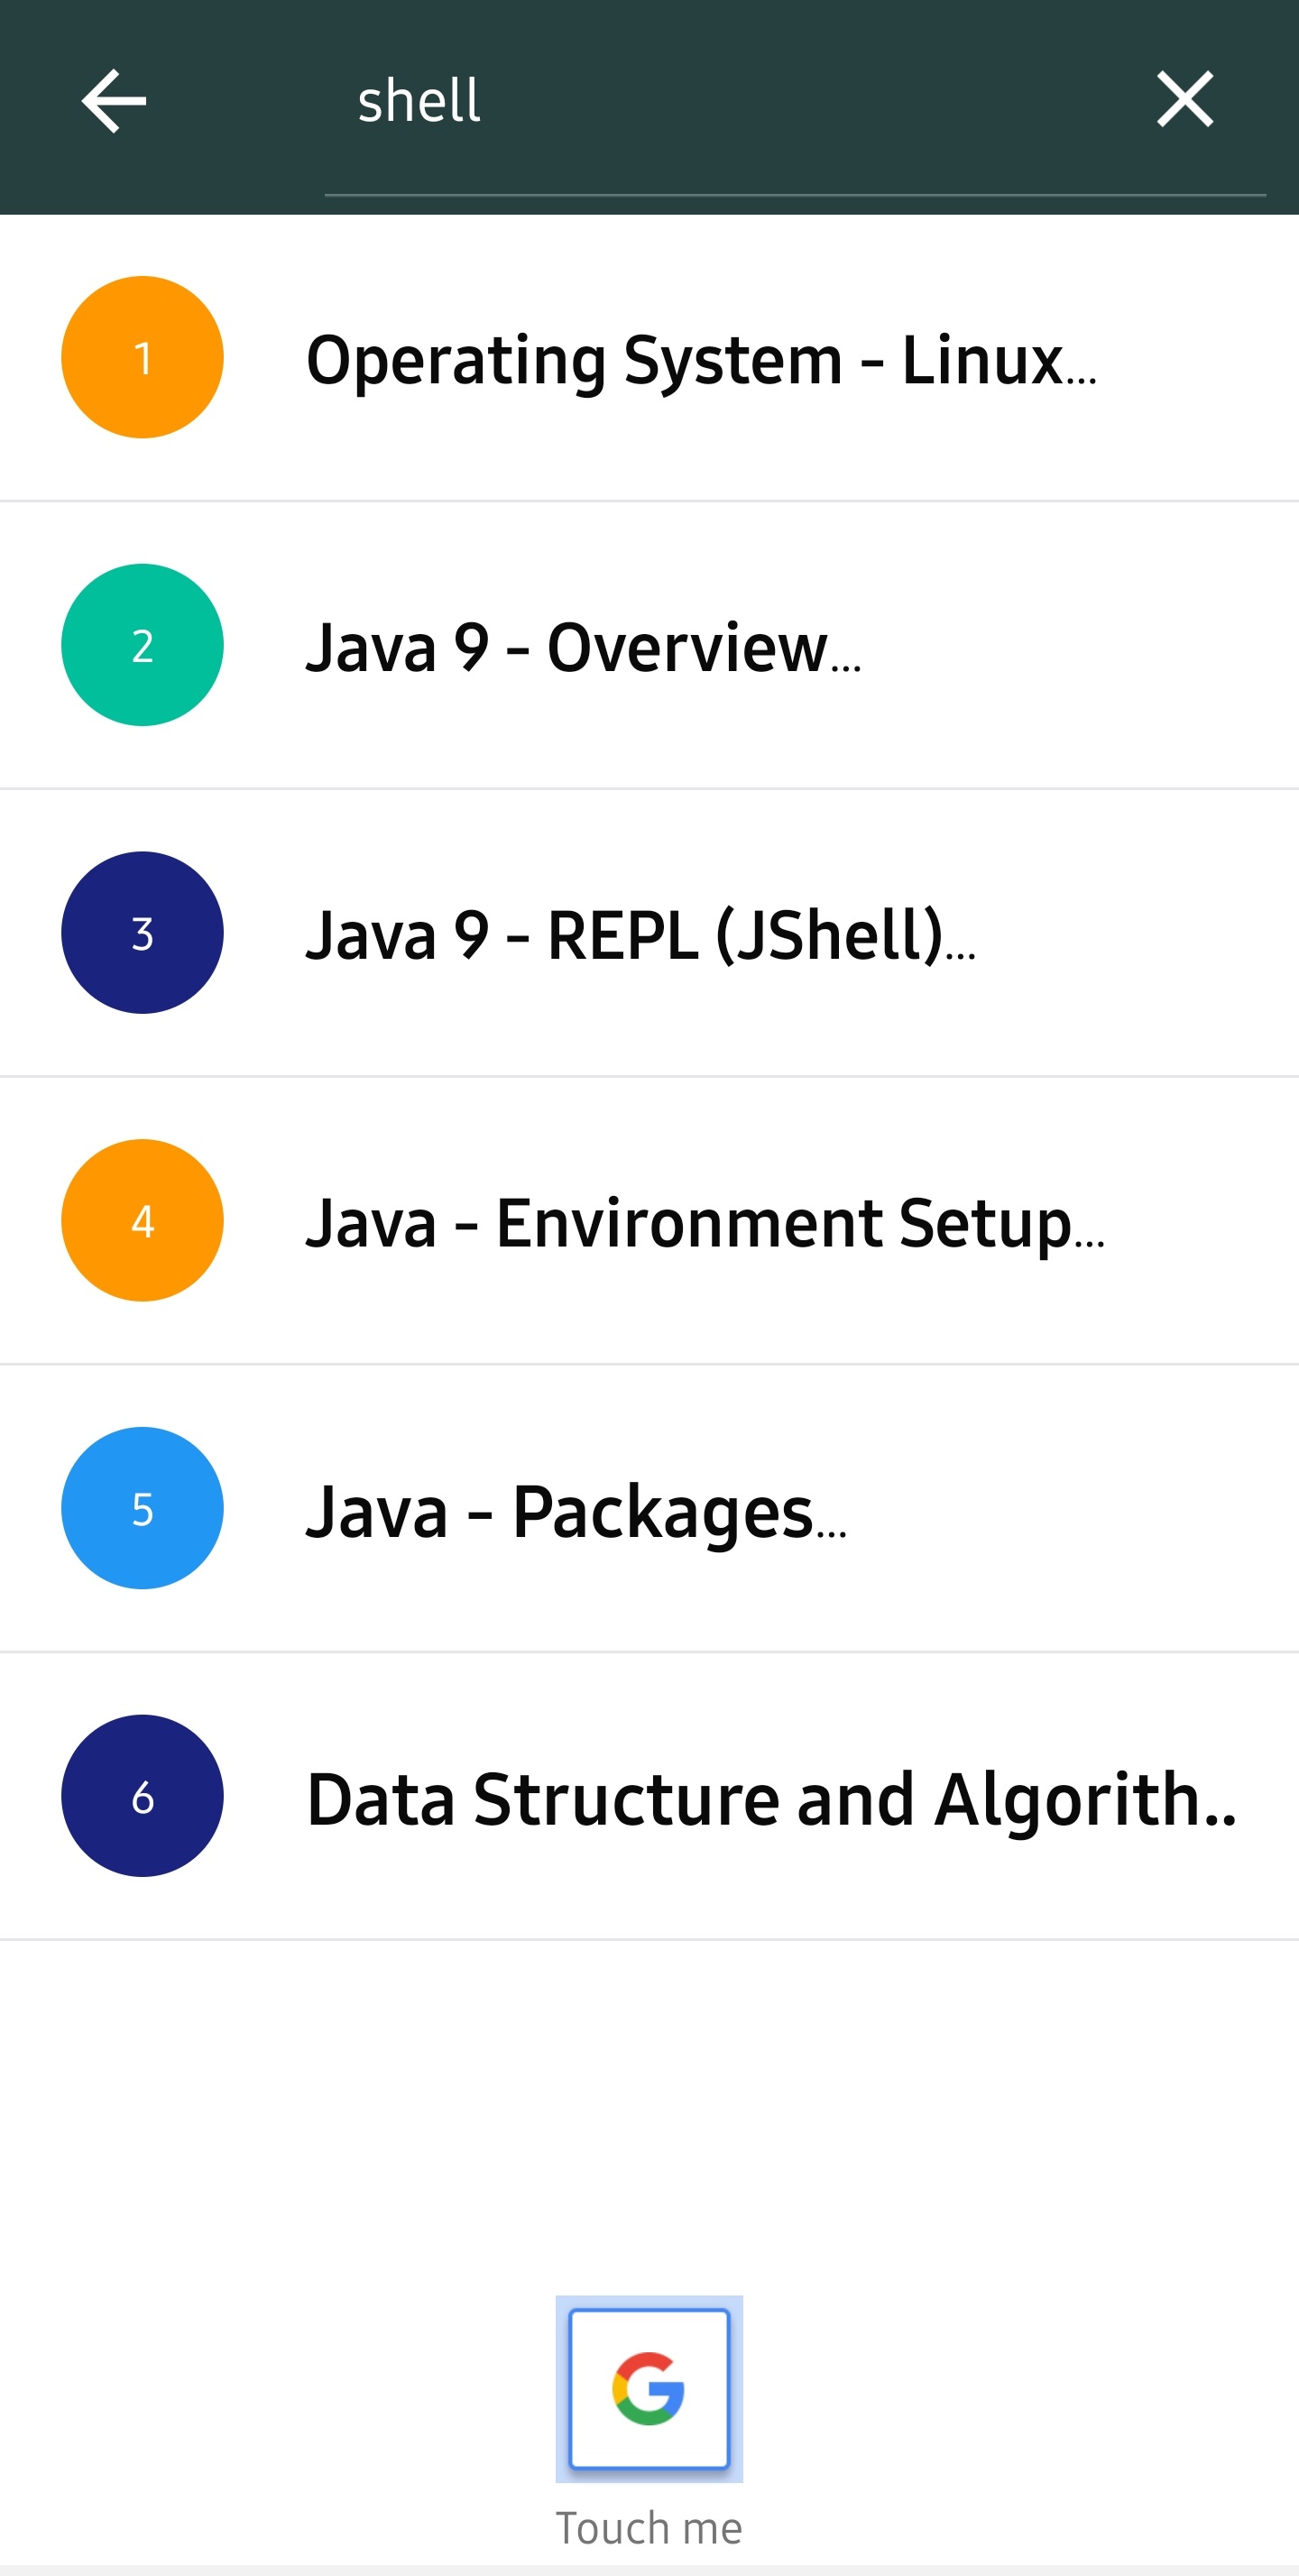 shell
1
Operating System - Linux...
2
Java 9 - Overview...
3
Java 9 - REPL (JShell)...
4
Java - Environment Setup...
5
Java - Packages...
6
Data Structure and Algorith..
G
Touch me